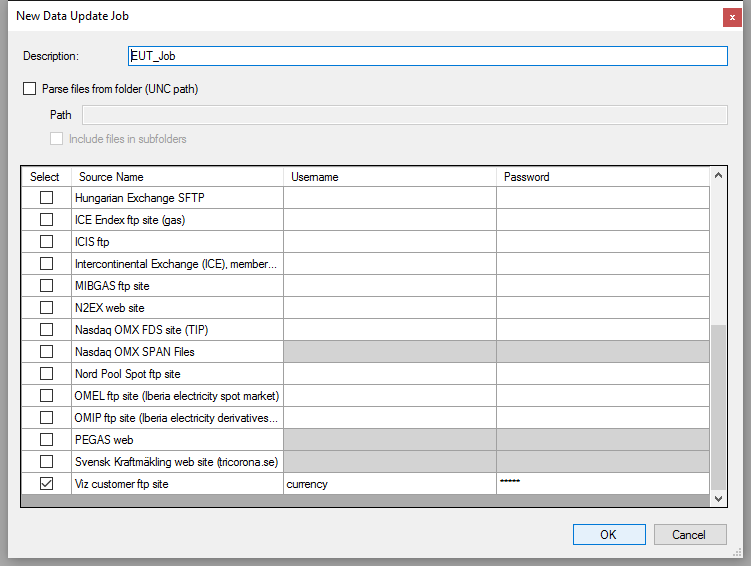 New Data Update Job
x
Description: EUT_Job
Parse files from folder (UNC path)
Path
Include files in subfolders
Select Source Name Username Password
Hungarian Exchange SFTP
ICE Endex ftp site (gas)
ICIS ftp
Intercontinental Exchange (ICE), member...
MIBGAS ftp site
N2EX web site
Nasdaq OMX FDS site (TIP)
Nasdaq OMX SPAN Files
Nord Pool Spot ftp site
OMEL ftp site (Iberia electricity spot market)
OMIP ftp site (Iberia electricity derivatives...
PEGAS web
Svensk Kraftmäkling web site (tricorona.se)
Viz customer ftp site currency *****
OK Cancel